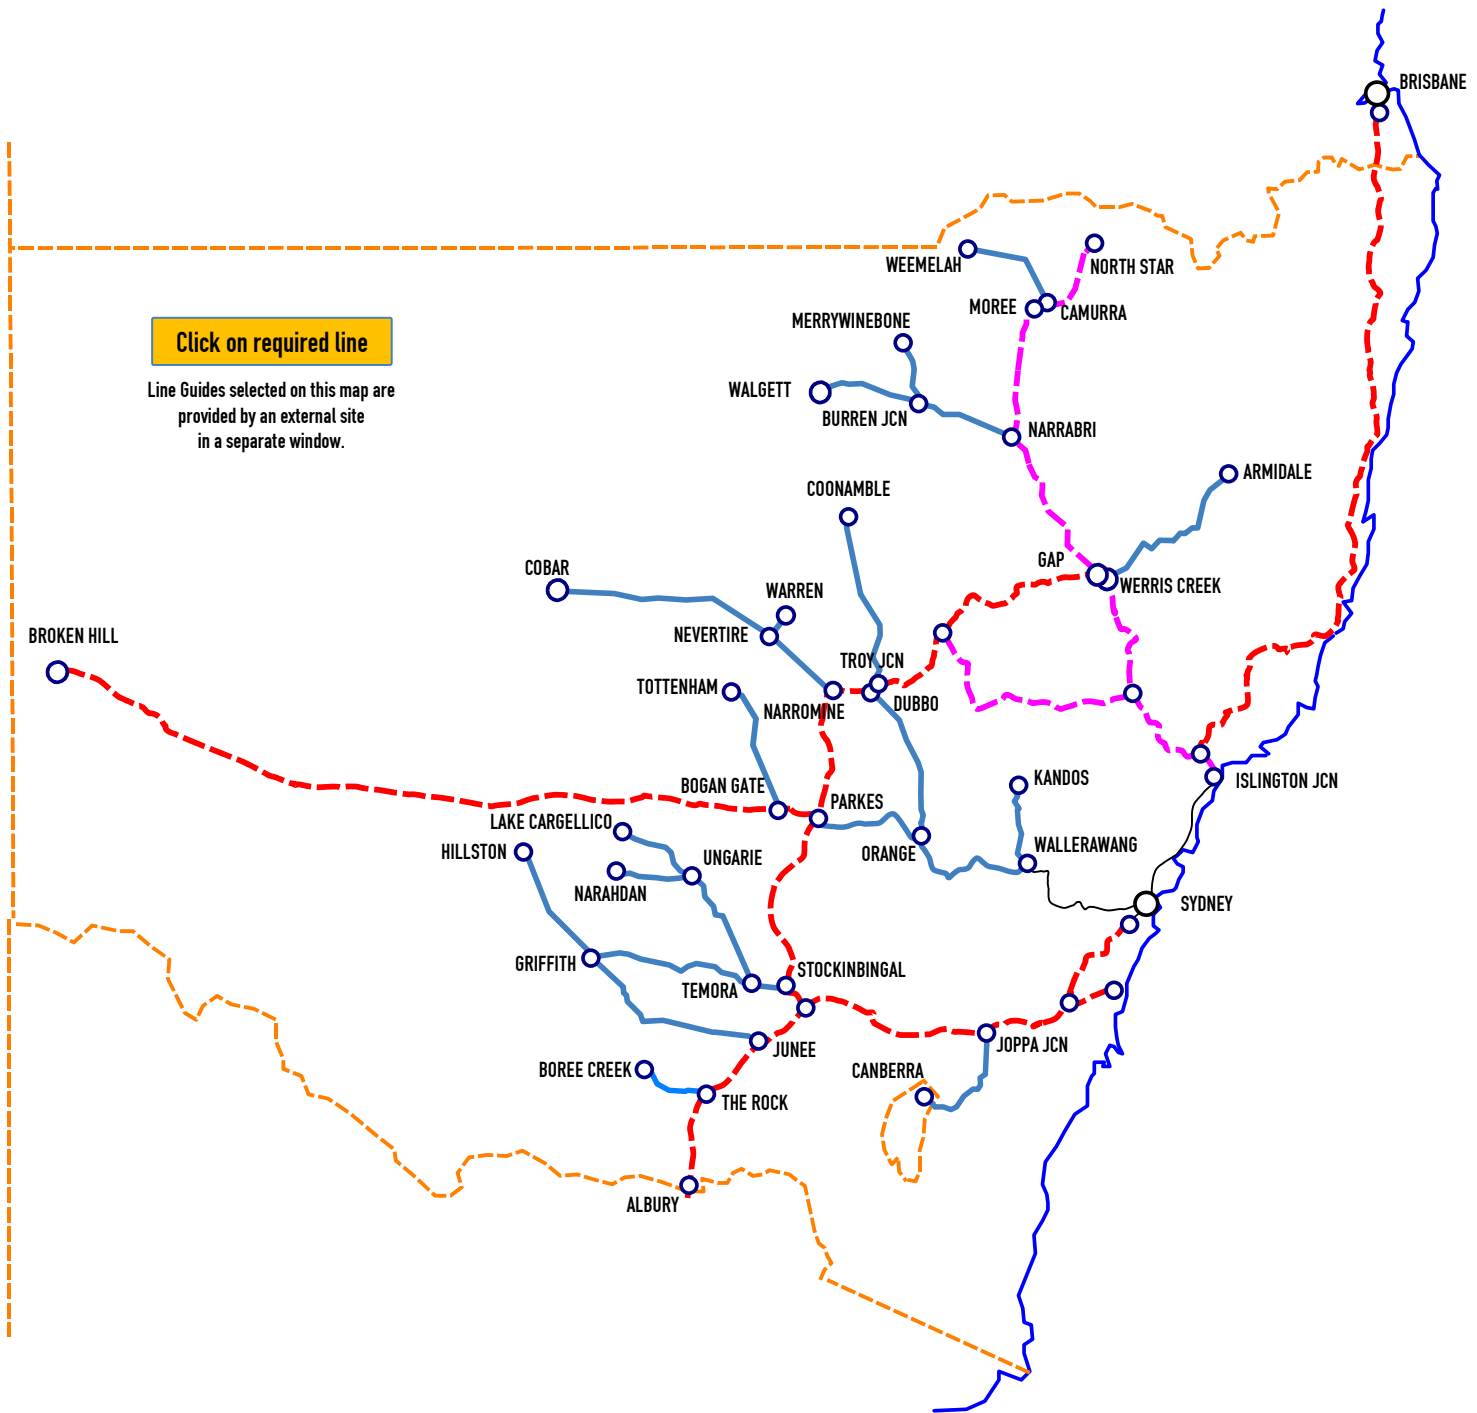 BRISBANE
WEEMELAH
NORTH STAR
MOREE
CAMURRA
MERRYWINEBONE
Click on required line
Line Guides selected on this map are
provided by an external site
in a separate window.
WALGETT
BURREN JCN
NARRABRI
ARMIDALE
COONAMBLE
GAP
COBAR
WERRIS CREEK
WARREN
BROKEN HILL
NEVERTIRE
TROY JCN
TOTTENHAM
DUBBO
NARROMINE
KANDOS
ISLINGTON JCN
BOGAN GATE
PARKES
LAKE CARGELLICO
WALLERAWANG
HILLSTON
ORANGE
UNGARIE
NARAHDAN
SYDNEY
GRIFFITH
STOCKINBINGAL
TEMORA
JOPPA JCN
JUNEE
BOREE CREEK
CANBERRA
THE ROCK
ALBURY